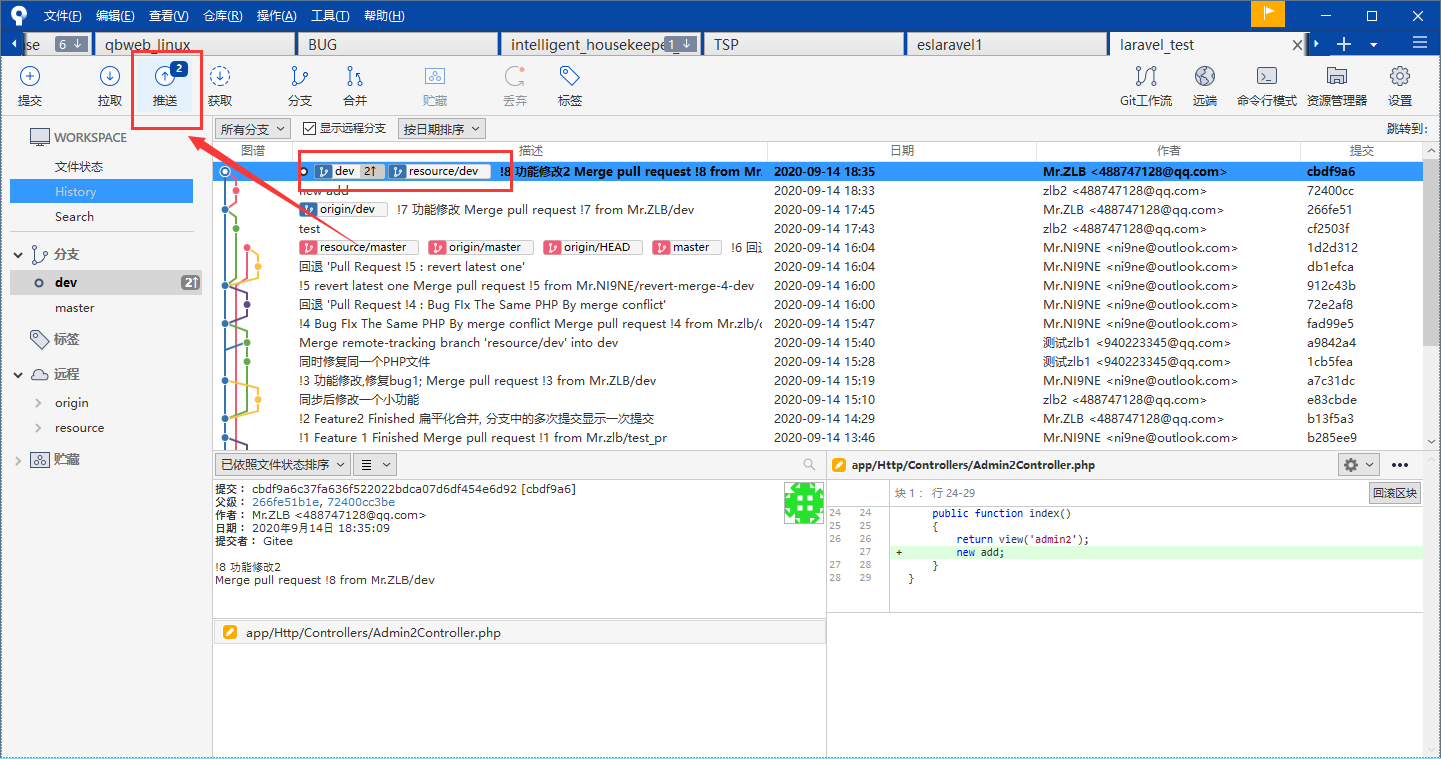 文件(F) 编辑(E) 查看(V) 仓库(R) 操作(A) 工具(T) 帮助(H)
se 6 qbweb_linux BUG intelligent_housekeepe 1 TSP eslaravel1 laravel_test
2
提交 拉取 推送 获取 分支 合并 贮藏 丢弃 标签 Git工作流 远端 命令行模式 资源管理器 设置
WORKSPACE
文件状态
History
Search
分支
dev 2↑
master
标签
远程
origin
resource
贮藏
所有分支 显示远程分支 按日期排序 跳转到:
图谱 描述 日期 作者 提交
dev 2↑ resource/dev !8 功能修改2 Merge pull request !8 from Mr. 2020-09-14 18:35 Mr.ZLB <488747128@qq.com> cbdf9a6
new add 2020-09-14 18:33 zlb2 <488747128@qq.com> 72400cc
origin/dev !7 功能修改 Merge pull request !7 from Mr.ZLB/dev 2020-09-14 17:45 Mr.ZLB <488747128@qq.com> 266fe51
test 2020-09-14 17:43 zlb2 <488747128@qq.com> cf2503f
resource/master origin/master origin/HEAD master !6 回 2020-09-14 16:04 Mr.NI9NE <ni9ne@outlook.com> 1d2d312
回退 'Pull Request !5 : revert latest one' 2020-09-14 16:04 Mr.NI9NE <ni9ne@outlook.com> db1efca
!5 revert latest one Merge pull request !5 from Mr.NI9NE/revert-merge-4-dev 2020-09-14 16:00 Mr.NI9NE <ni9ne@outlook.com> 912c43b
回退 'Pull Request !4 : Bug FIx The Same PHP By merge conflict' 2020-09-14 16:00 Mr.NI9NE <ni9ne@outlook.com> 72e2af8
!4 Bug FIx The Same PHP By merge conflict Merge pull request !4 from Mr.zlb/ 2020-09-14 15:47 Mr.NI9NE <ni9ne@outlook.com> fad99e5
Merge remote-tracking branch 'resource/dev' into dev 2020-09-14 15:40 测试zlb1 <940223345@qq.com> a9842a4
同时修复同一个PHP文件 2020-09-14 15:28 测试zlb1 <940223345@qq.com> 1cb5fea
!3 功能修改,修复bug1; Merge pull request !3 from Mr.ZLB/dev 2020-09-14 15:19 Mr.NI9NE <ni9ne@outlook.com> a7c31dc
同步后修改一个小功能 2020-09-14 15:10 zlb2 <488747128@qq.com> e83cbde
!2 Feature2 Finished 扁平化合并, 分支中的多次提交显示一次提交 2020-09-14 14:29 Mr.ZLB <488747128@qq.com> b13f5a3
!1 Feature 1 Finished Merge pull request !1 from Mr.zlb/test_pr 2020-09-14 13:46 Mr.NI9NE <ni9ne@outlook.com> b285ee9
已依照文件状态排序
提交： cbdf9a6c37fa636f522022bdca07d6df454e6d92 [cbdf9a6]
父级： 266fe51b1e, 72400cc3be
作者： Mr.ZLB <488747128@qq.com>
日期： 2020年9月14日 18:35:09
提交者： Gitee
!8 功能修改2
Merge pull request !8 from Mr.ZLB/dev
app/Http/Controllers/Admin2Controller.php
app/Http/Controllers/Admin2Controller.php
块 1： 行 24-29 回滚区块
24 24 public function index()
25 25 {
26 26 return view('admin2');
27 + new add;
27 28 }
28 29 }